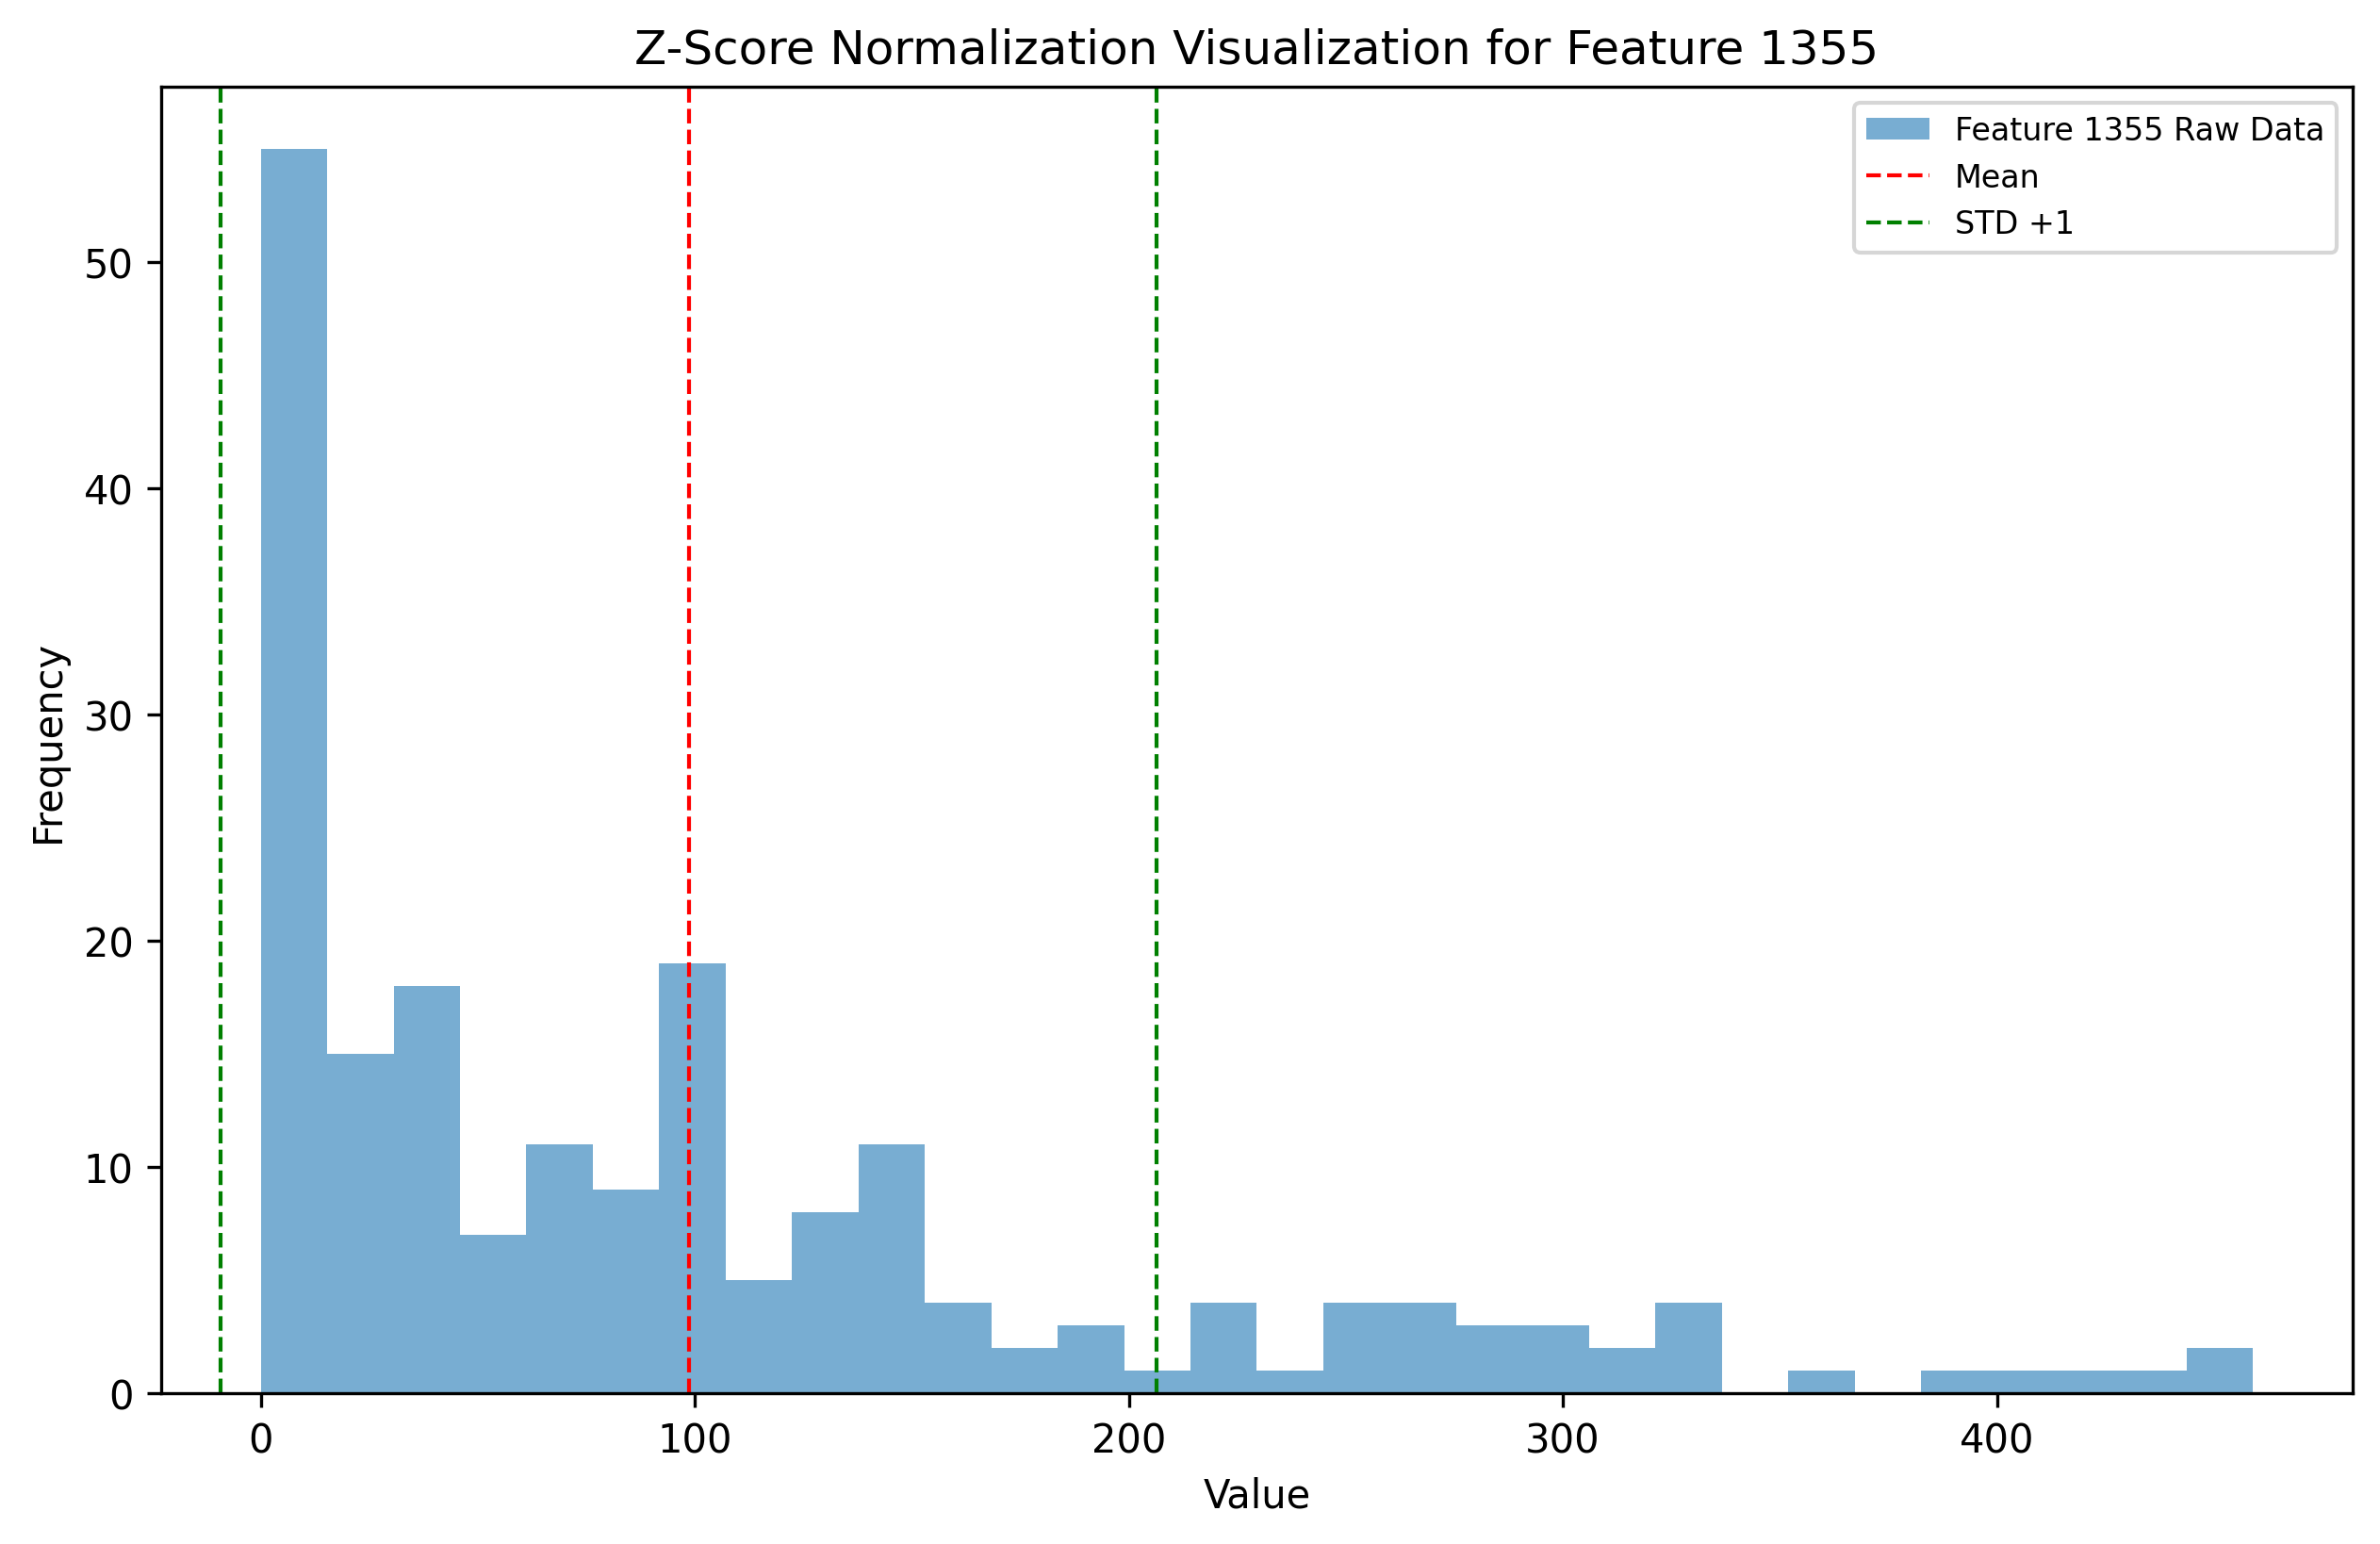 Z-Score Normalization Visualization for Feature 1355
Feature 1355 Raw Data
Mean
STD +1
50
40
30
20
10
0
Frequency
0 100 200 300 400
Value